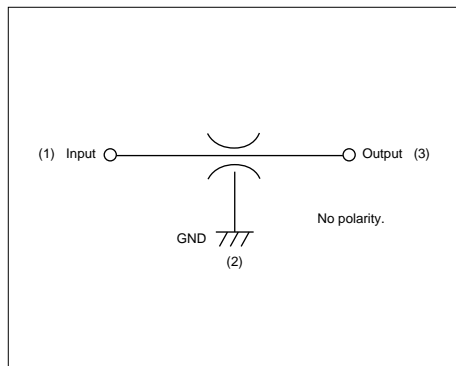 (1) Input Output (3)
No polarity.
GND
(2)